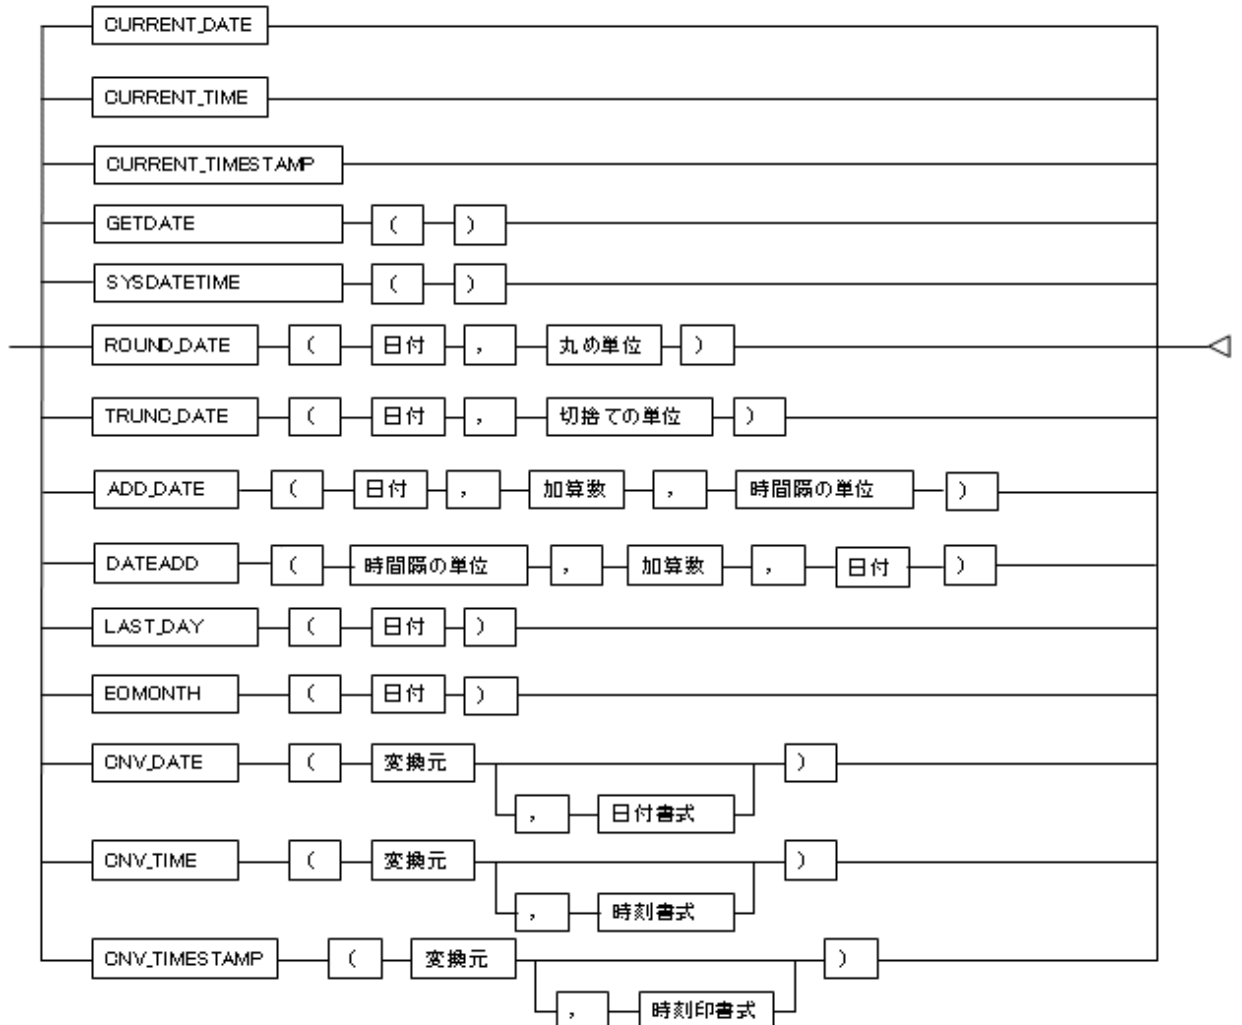 CURRENT_DATE
CURRENT_TIME
CURRENT_TIMESTAMP
GETDATE ( )
SYSDATETIME ( )
ROUND_DATE ( 日付 , 丸め単位 )
TRUNC_DATE ( 日付 , 切捨ての単位 )
ADD_DATE ( 日付 , 加算数 , 時間隔の単位 )
DATEADD ( 時間隔の単位 , 加算数 , 日付 )
LAST_DAY ( 日付 )
EOMONTH ( 日付 )
CNV_DATE ( 変換元 )
, 日付書式
CNV_TIME ( 変換元 )
, 時刻書式
CNV_TIMESTAMP ( 変換元 )
, 時刻印書式